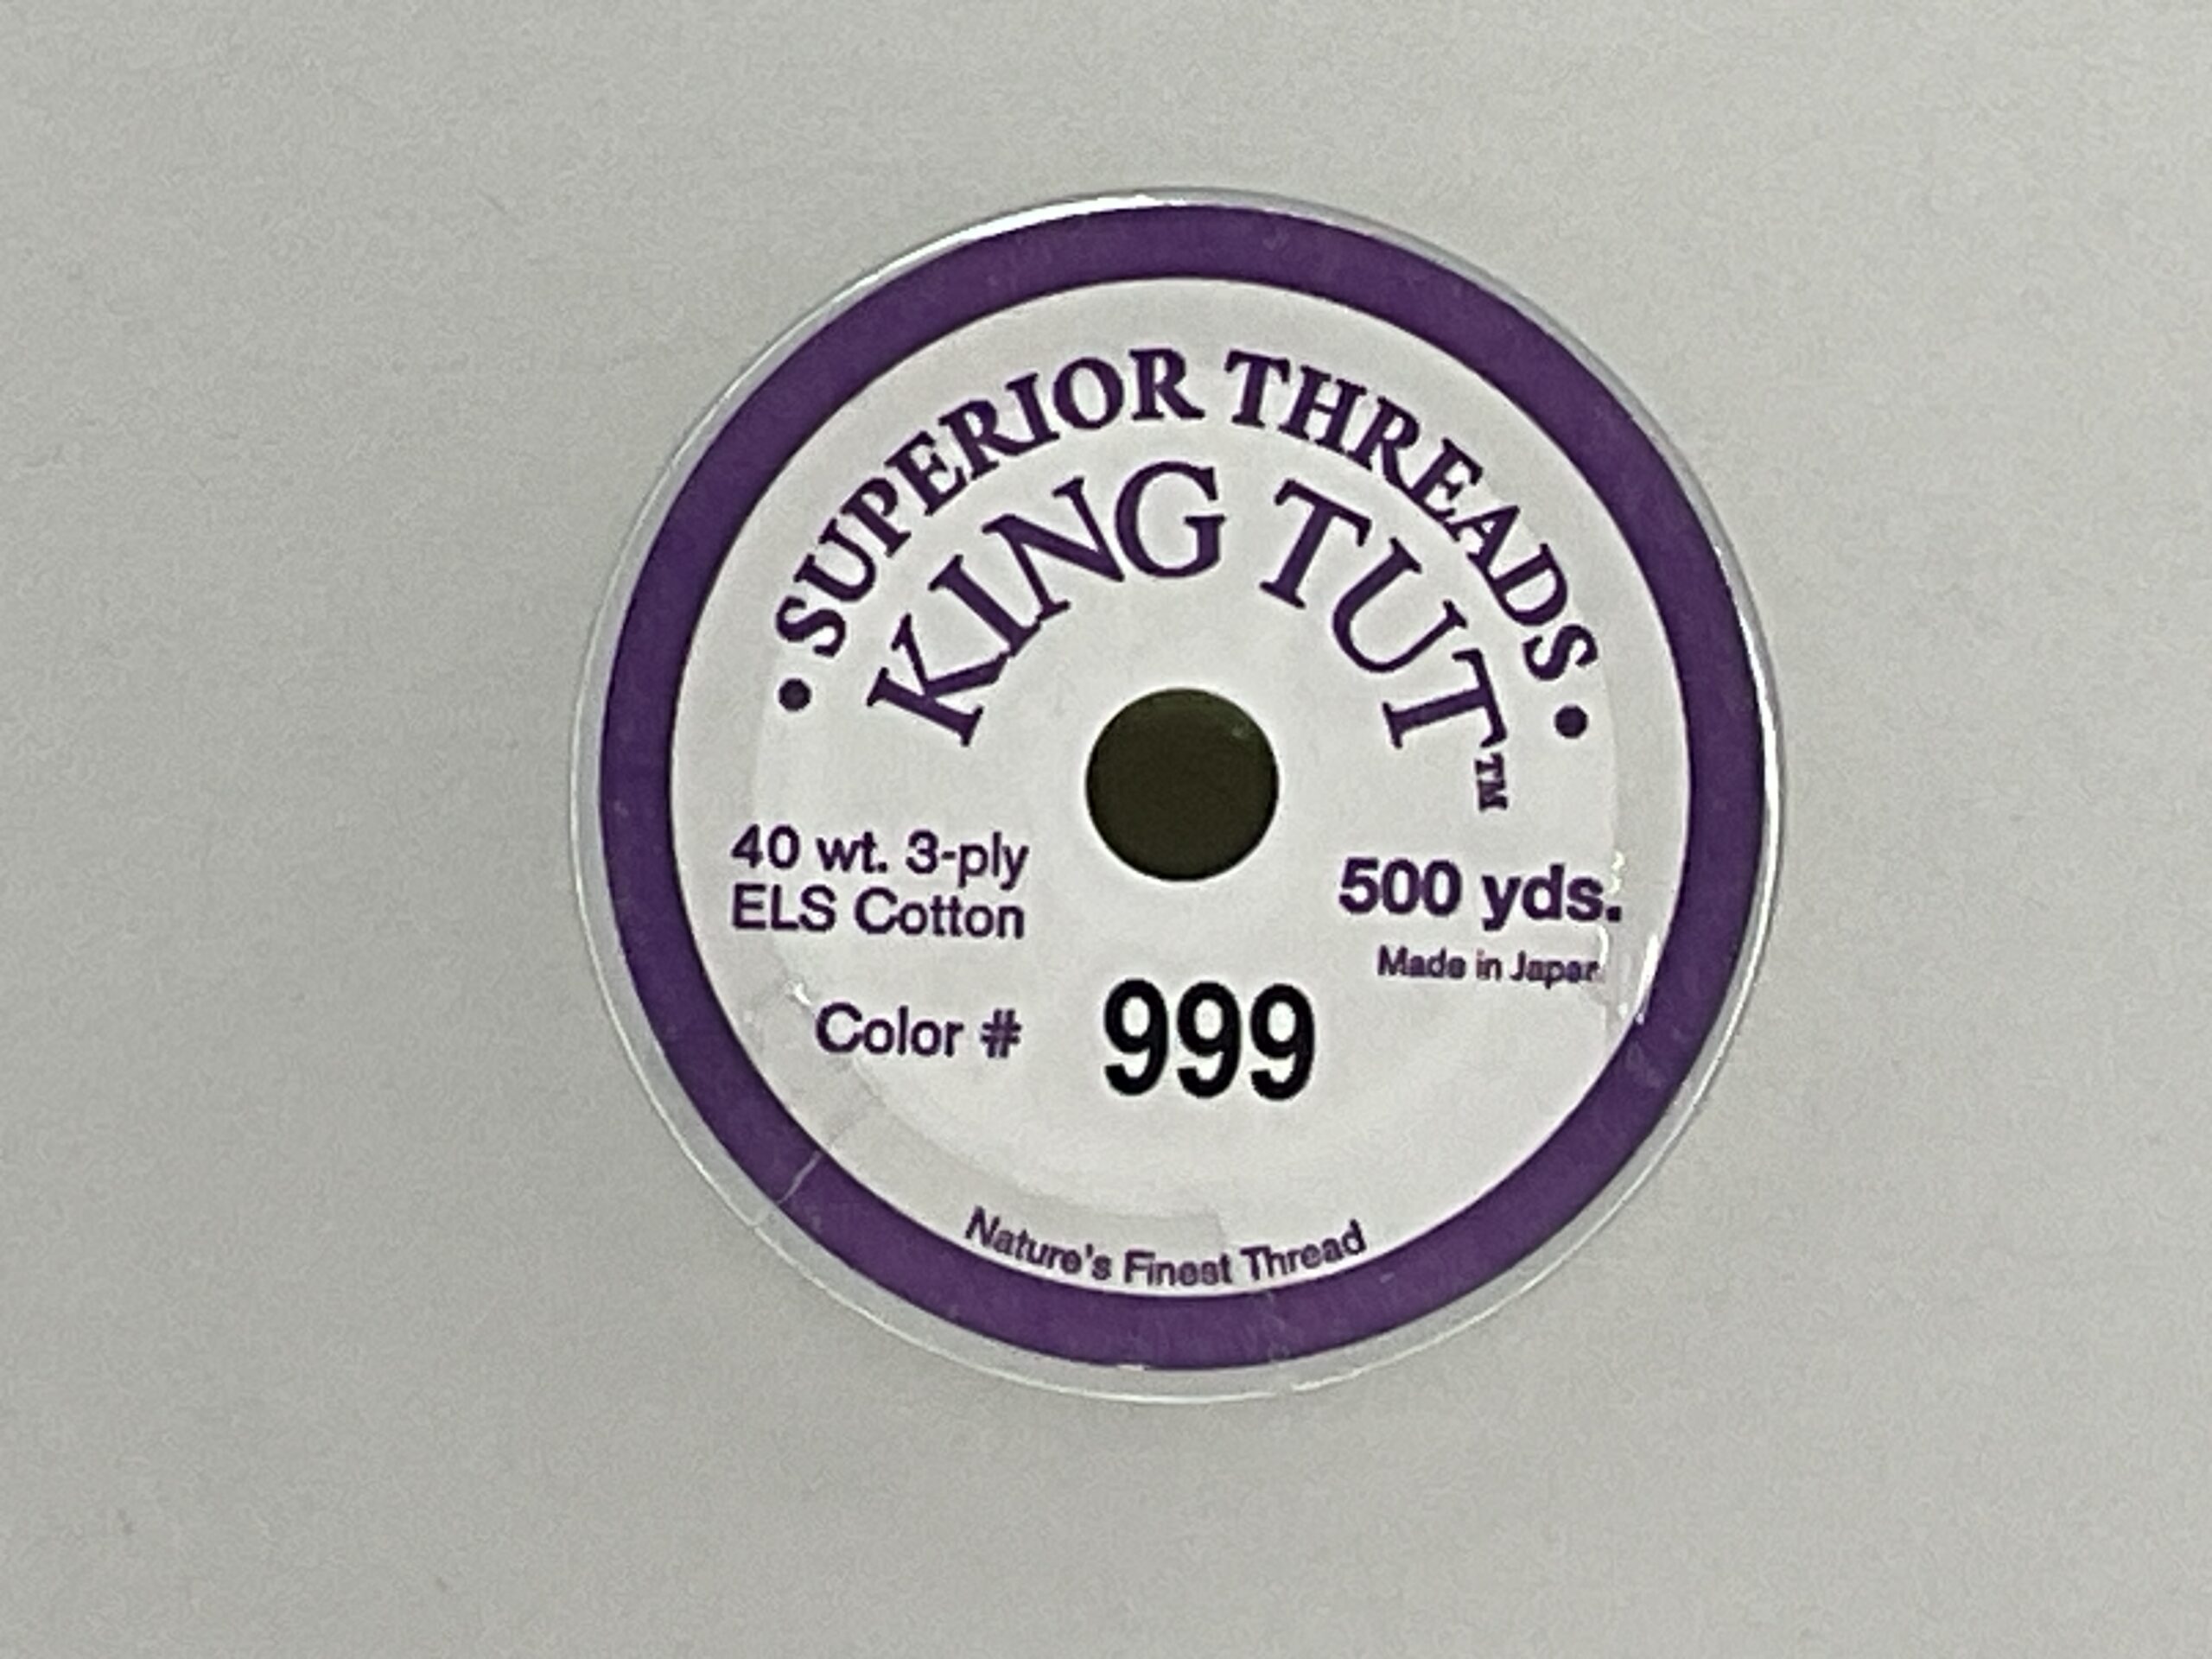 • SUPERIOR THREADS •
KING TUT™
40 wt. 3-ply
ELS Cotton
500 yds.
Made in Japan
Color # 999
Nature's Finest Thread